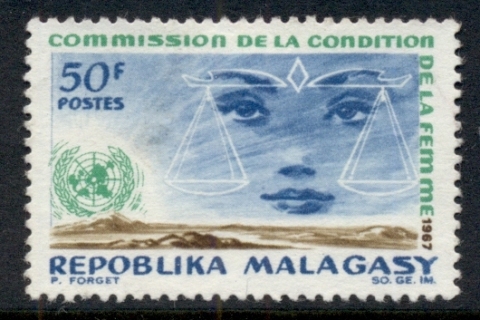 COMMISSION DE LA CONDITION
DE LA FEMME
1967
50F
POSTES
REPOBLIKA MALAGASY
P. FORGET
SO. GE. IM.